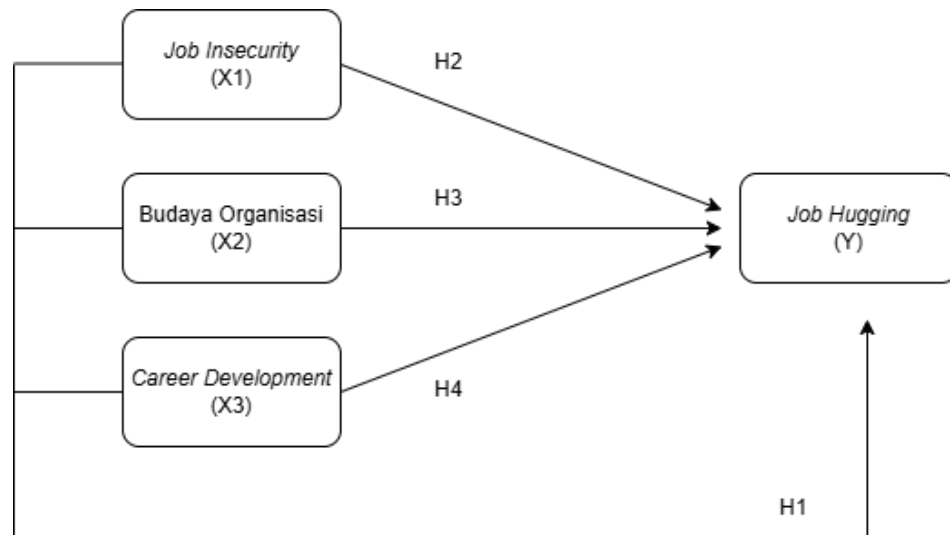 Job Insecurity
(X1)
H2
Budaya Organisasi
(X2)
H3
Job Hugging
(Y)
Career Development
(X3)
H4
H1